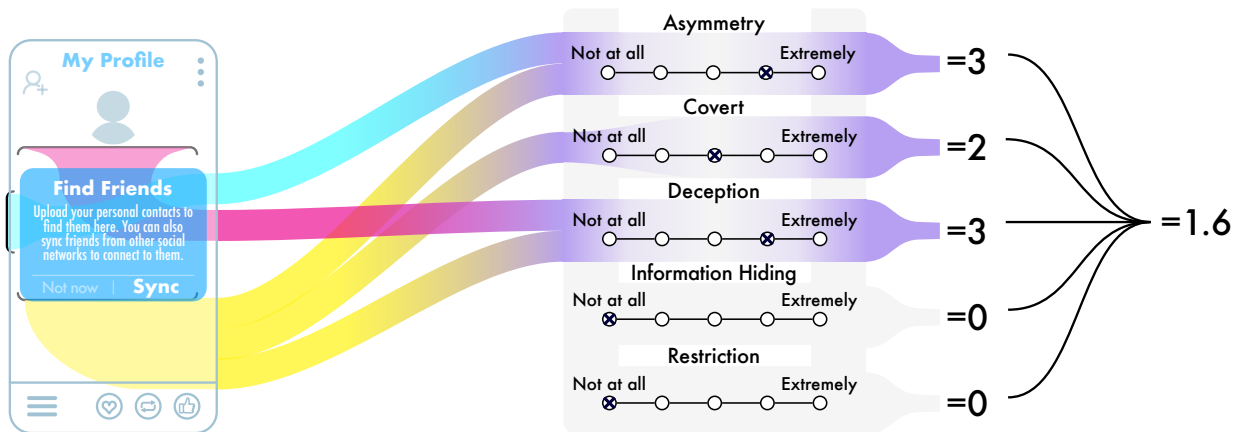 My Profile
Find Friends
Upload your personal contacts to
find them here. You can also
sync friends from other social
networks to connect to them.
Not now | Sync
Asymmetry
Not at all Extremely
=3
Covert
Not at all Extremely
=2
Deception
Not at all Extremely
=3
Information Hiding
Not at all Extremely
=0
Restriction
Not at all Extremely
=0
=1.6